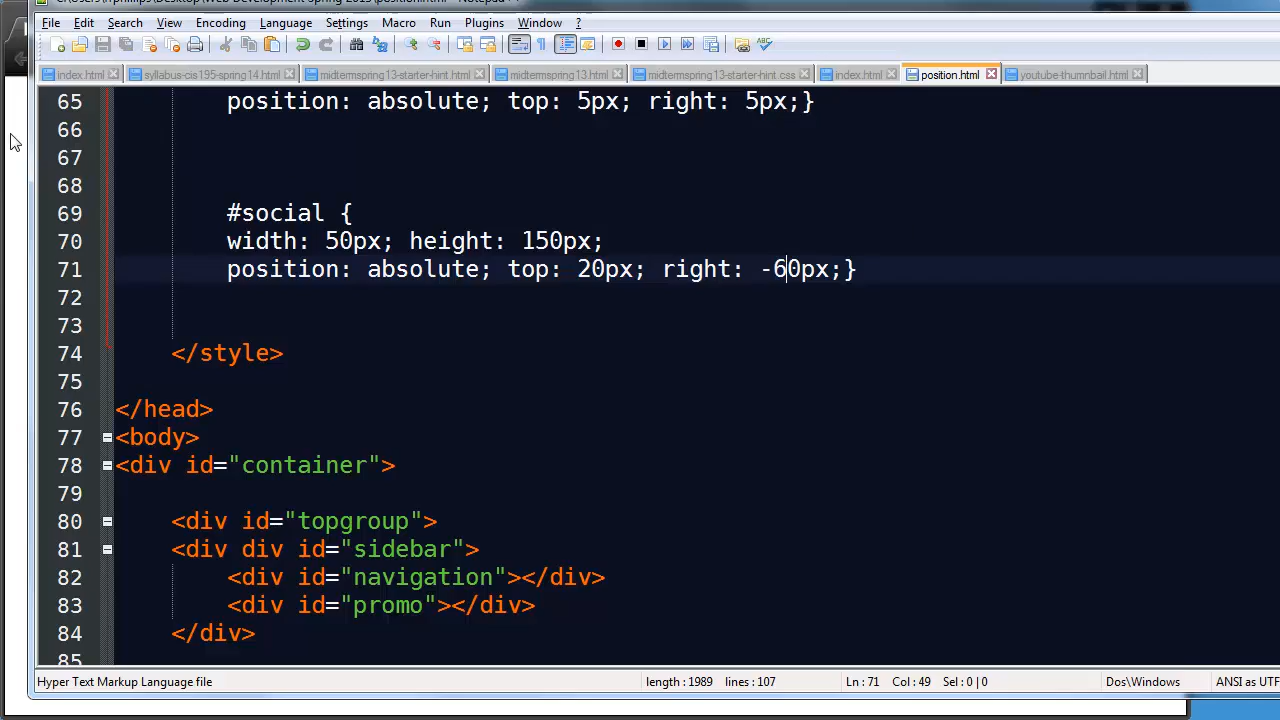 File Edit Search View Encoding Language Settings Macro Run Plugins Window ?
index.html syllabus-cis195-spring14.html midtermspring13-starter-hint.html midtermspring13.html midtermspring13-starter-hint.css index.html position.html youtube-thumnbail.html
65 position: absolute; top: 5px; right: 5px;}
66
67
68
69 #social {
70 width: 50px; height: 150px;
71 position: absolute; top: 20px; right: -60px;}
72
73
74 </style>
75
76 </head>
77 <body>
78 <div id="container">
79
80 <div id="topgroup">
81 <div div id="sidebar">
82 <div id="navigation"></div>
83 <div id="promo"></div>
84 </div>
85
Hyper Text Markup Language file length : 1989 lines : 107 Ln : 71 Col : 49 Sel : 0 | 0 Dos\Windows ANSI as UTF